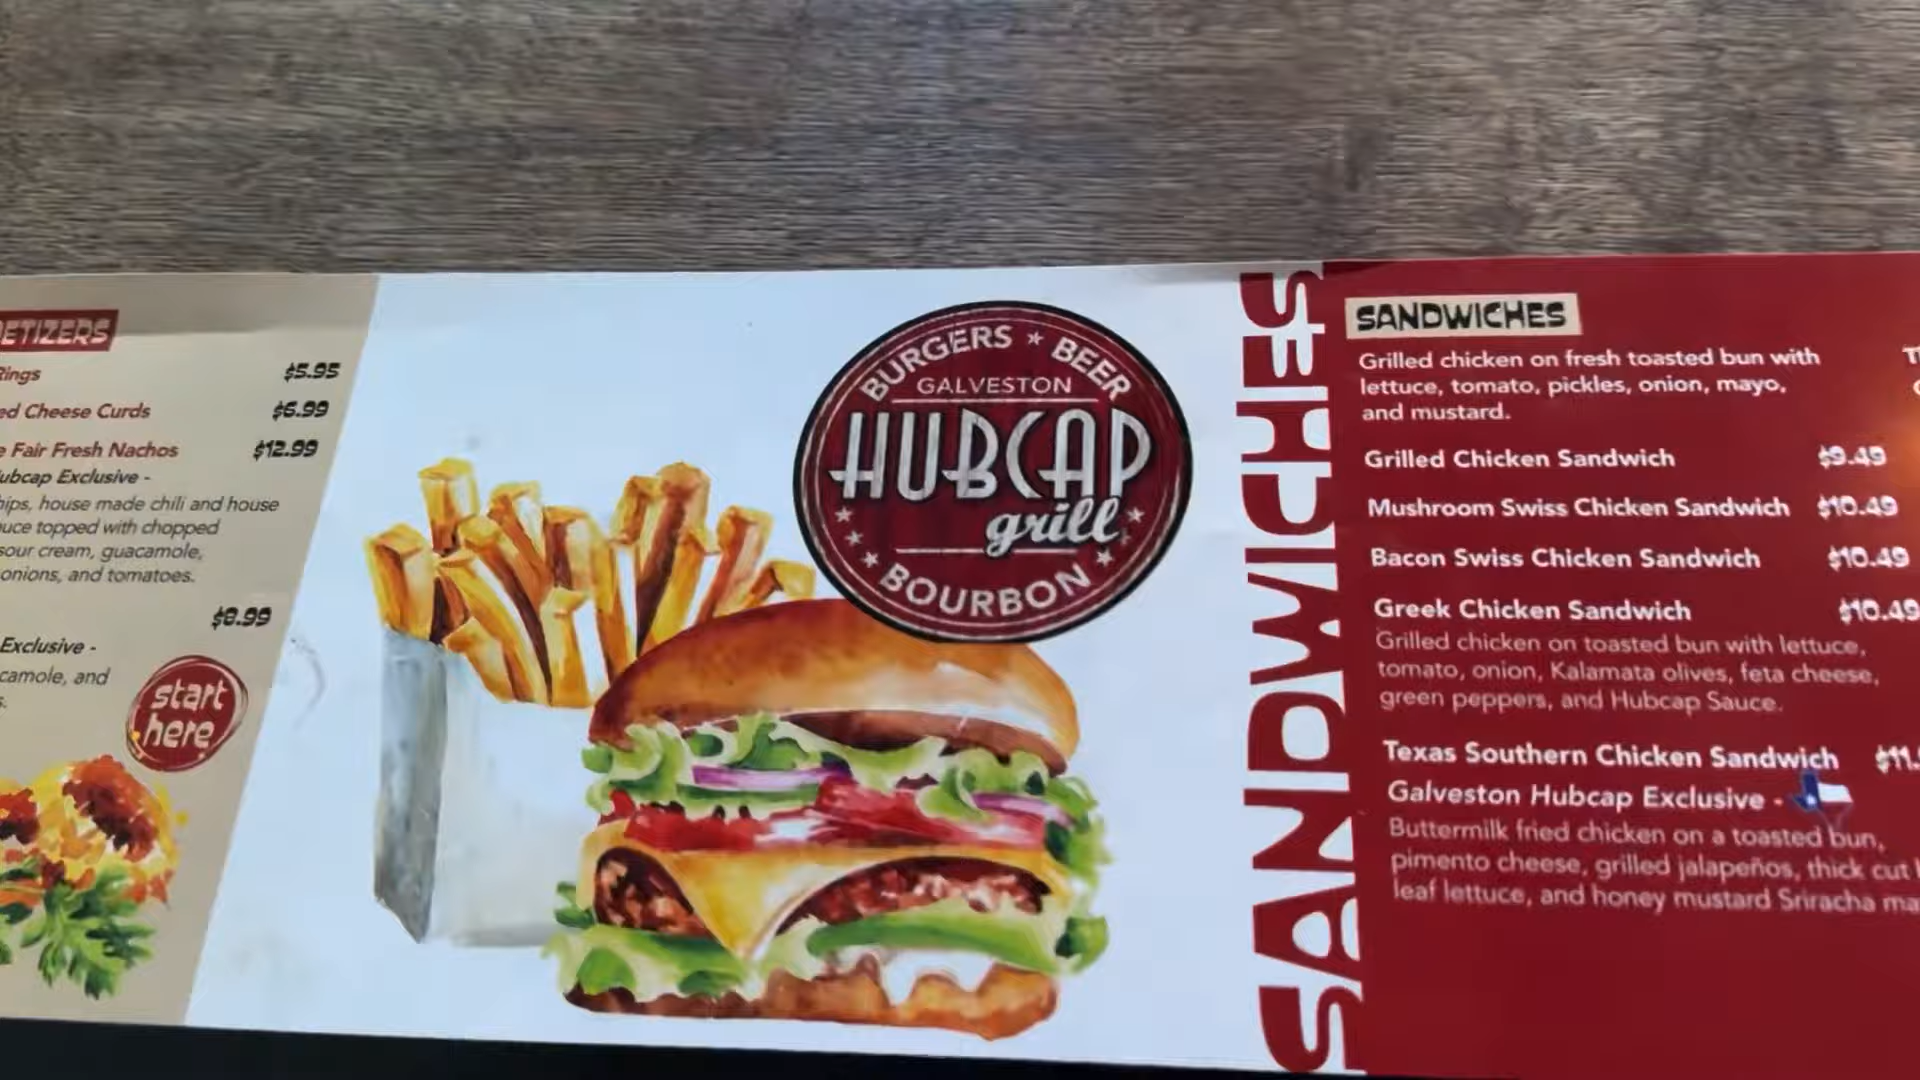 ETIZERS
Rings $5.95
ed Cheese Curds $6.99
e Fair Fresh Nachos $12.99
ubcap Exclusive -
hips, house made chili and house
uce topped with chopped
sour cream, guacamole,
onions, and tomatoes.
$8.99
Exclusive -
camole, and
s.
start
here
BURGERS ★ BEER
GALVESTON
HUBCAP
grill
BOURBON
SANDWICHES
SANDWICHES
Grilled chicken on fresh toasted bun with
lettuce, tomato, pickles, onion, mayo,
and mustard.
Grilled Chicken Sandwich $9.49
Mushroom Swiss Chicken Sandwich $10.49
Bacon Swiss Chicken Sandwich $10.49
Greek Chicken Sandwich $10.49
Grilled chicken on toasted bun with lettuce,
tomato, onion, Kalamata olives, feta cheese,
green peppers, and Hubcap Sauce.
Texas Southern Chicken Sandwich $11.
Galveston Hubcap Exclusive -
Buttermilk fried chicken on a toasted bun,
pimento cheese, grilled jalapeños, thick cut
leaf lettuce, and honey mustard Sriracha ma